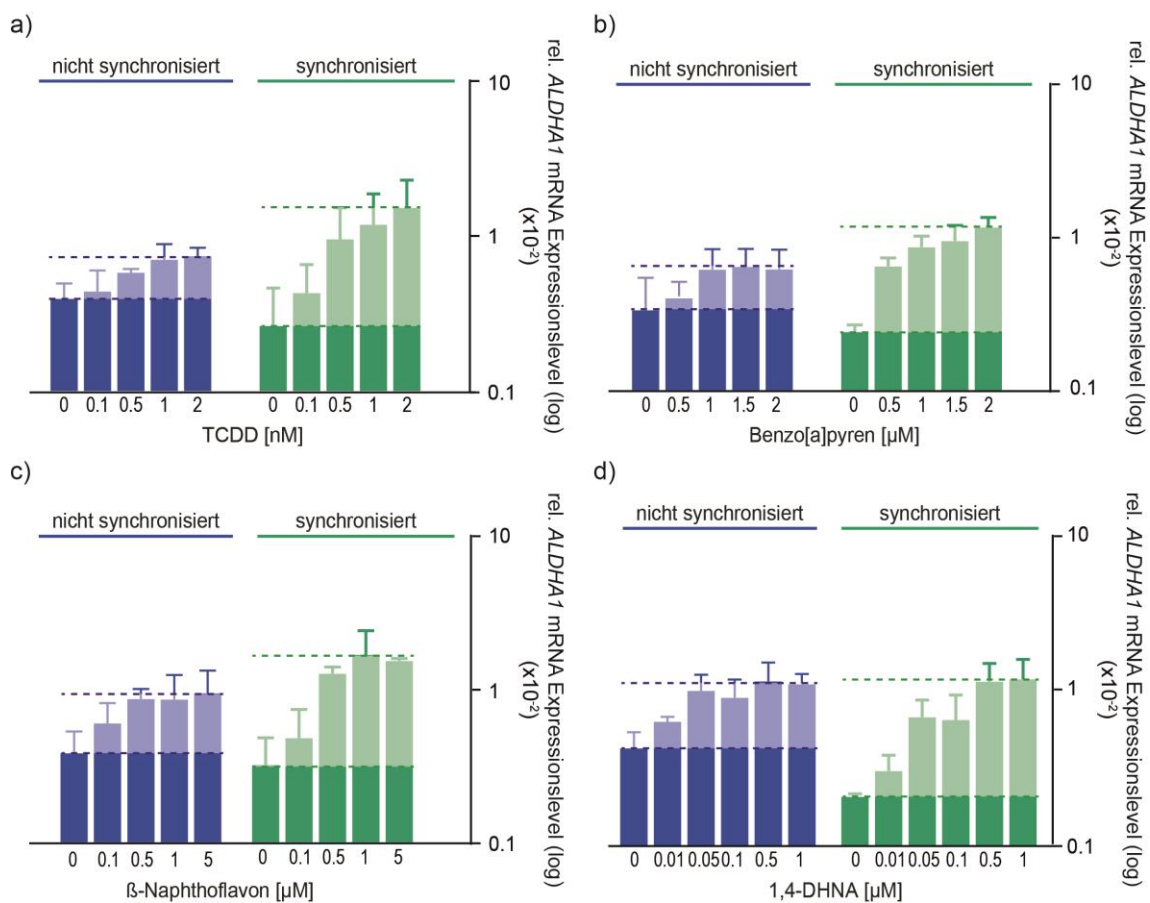 a)
nicht synchronisiert
synchronisiert
10
1
0.1
rel. ALDHA1 mRNA Expressionslevel (log)
(x10⁻²)
0 0.1 0.5 1 2
0 0.1 0.5 1 2
TCDD [nM]
b)
nicht synchronisiert
synchronisiert
10
1
0.1
rel. ALDHA1 mRNA Expressionslevel (log)
(x10⁻²)
0 0.5 1 1.5 2
0 0.5 1 1.5 2
Benzo[a]pyren [µM]
c)
nicht synchronisiert
synchronisiert
10
1
0.1
rel. ALDHA1 mRNA Expressionslevel (log)
(x10⁻²)
0 0.1 0.5 1 5
0 0.1 0.5 1 5
ß-Naphthoflavon [µM]
d)
nicht synchronisiert
synchronisiert
10
1
0.1
rel. ALDHA1 mRNA Expressionslevel (log)
(x10⁻²)
0 0.01 0.05 0.1 0.5 1
0 0.01 0.05 0.1 0.5 1
1,4-DHNA [µM]